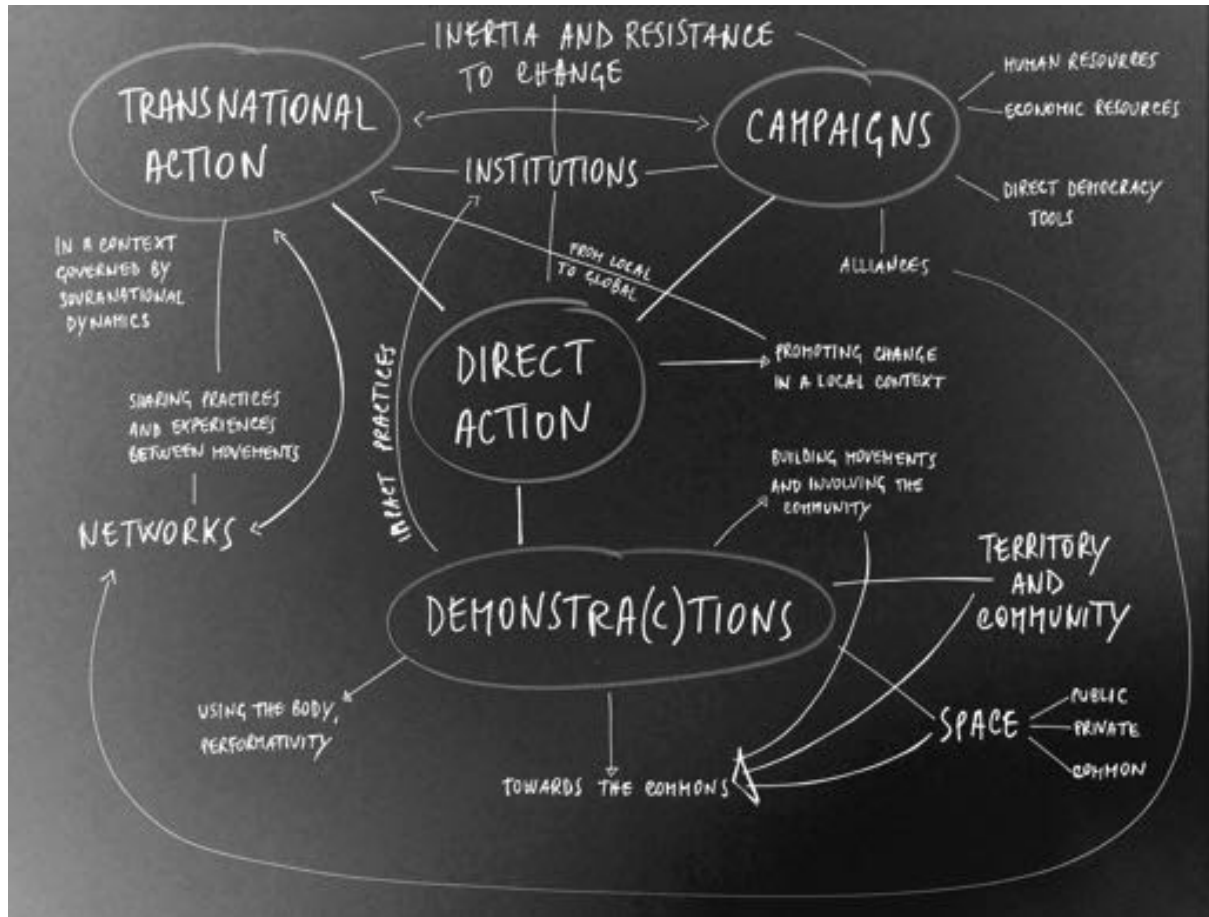 INERTIA AND RESISTANCE
TO CHANGE
TRANSNATIONAL
ACTION
CAMPAIGNS
HUMAN RESOURCES
ECONOMIC RESOURCES
DIRECT DEMOCRACY
TOOLS
ALLIANCES
INSTITUTIONS
IN A CONTEXT
GOVERNED BY
SOURANATIONAL
DYNAMICS
FROM LOCAL
TO GLOBAL
DIRECT
ACTION
PROMOTING CHANGE
IN A LOCAL CONTEXT
SHARING PRACTICES
AND EXPERIENCES
BETWEEN MOVEMENTS
NETWORKS
IMPACT PRACTICES
BUILDING MOVEMENTS
AND INVOLVING THE
COMMUNITY
TERRITORY
AND
COMMUNITY
DEMONSTRA(C)TIONS
USING THE BODY,
PERFORMATIVITY
TOWARDS THE COMMONS
SPACE
PUBLIC
PRIVATE
COMMON